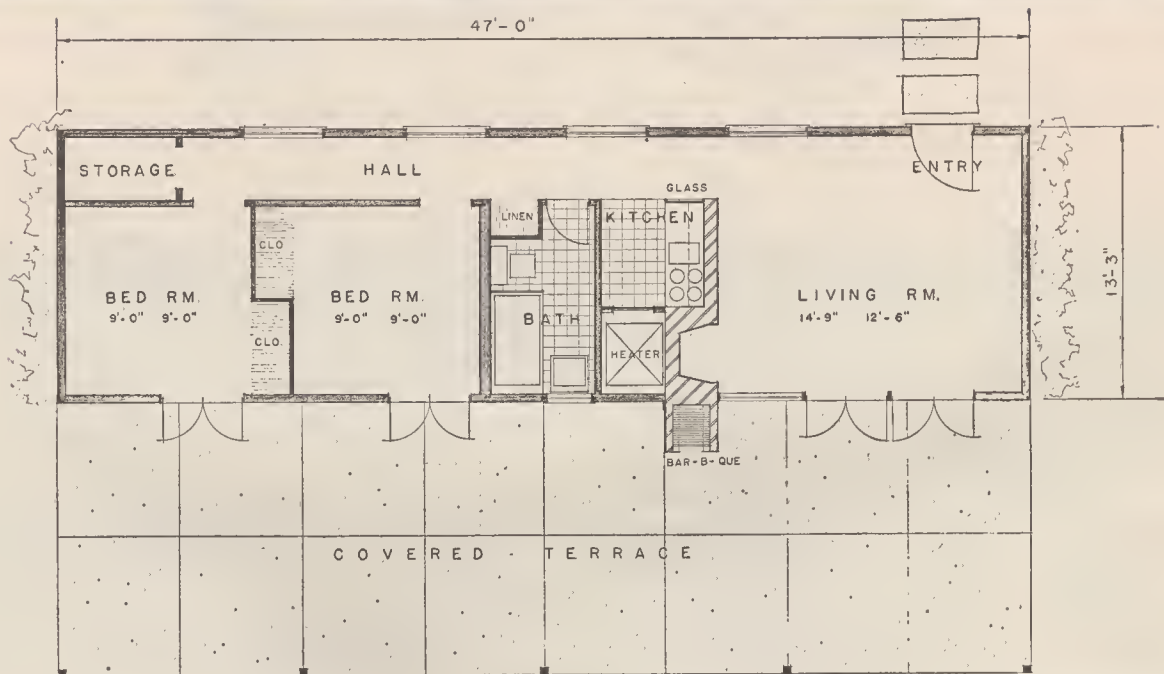 47'-0"
STORAGE
HALL
ENTRY
GLASS
LINEN
KITCHEN
CLO.
13'-3"
BED RM.
9'-0" 9'-0"
BED RM.
9'-0" 9'-0"
BATH
LIVING RM.
14'-9" 12'-6"
CLO.
HEATER
BAR-B-QUE
COVERED - TERRACE